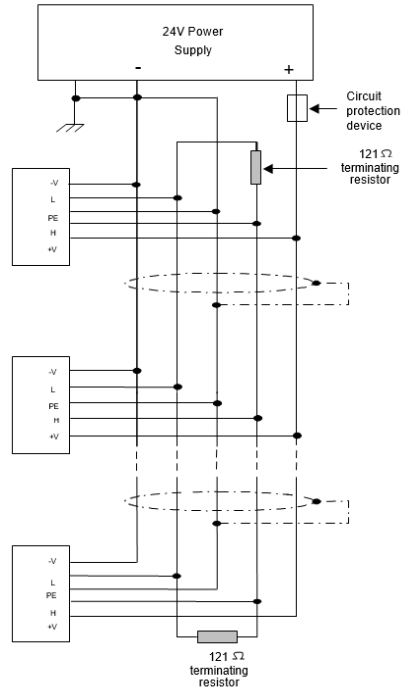 24V Power
Supply
-
+
Circuit
protection
device
121 Ω
terminating
resistor
-V
L
PE
H
+V
-V
L
PE
H
+V
-V
L
PE
H
+V
121 Ω
terminating
resistor